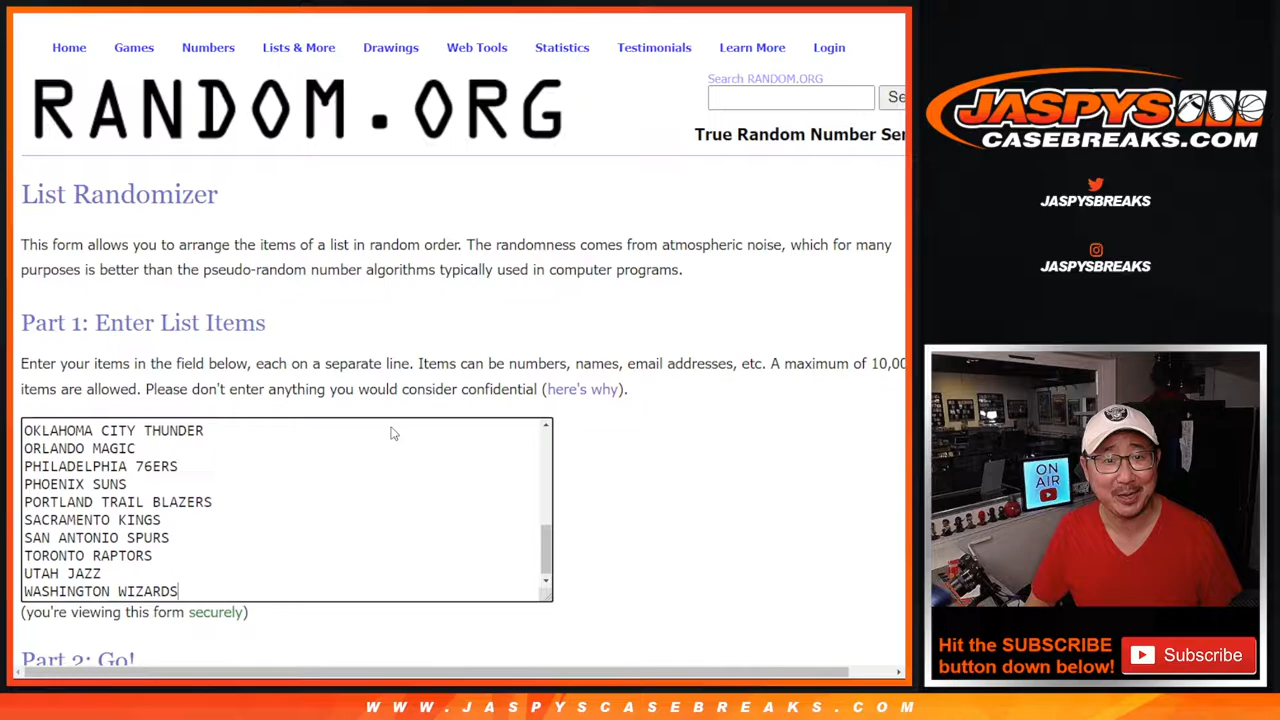 Home Games Numbers Lists & More Drawings Web Tools Statistics Testimonials Learn More Login
Search RANDOM.ORG
RANDOM.ORG
Se
True Random Number Ser
List Randomizer
This form allows you to arrange the items of a list in random order. The randomness comes from atmospheric noise, which for many
purposes is better than the pseudo-random number algorithms typically used in computer programs.
Part 1: Enter List Items
Enter your items in the field below, each on a separate line. Items can be numbers, names, email addresses, etc. A maximum of 10,00
items are allowed. Please don't enter anything you would consider confidential (here's why).
OKLAHOMA CITY THUNDER
ORLANDO MAGIC
PHILADELPHIA 76ERS
PHOENIX SUNS
PORTLAND TRAIL BLAZERS
SACRAMENTO KINGS
SAN ANTONIO SPURS
TORONTO RAPTORS
UTAH JAZZ
WASHINGTON WIZARDS
(you're viewing this form securely)
Part 2: Go!
JASPYS
CASEBREAKS.COM
JASPYSBREAKS
JASPYSBREAKS
ON
AIR
Hit the SUBSCRIBE
button down below!
Subscribe
WWW.JASPYSCASEBREAKS.COM